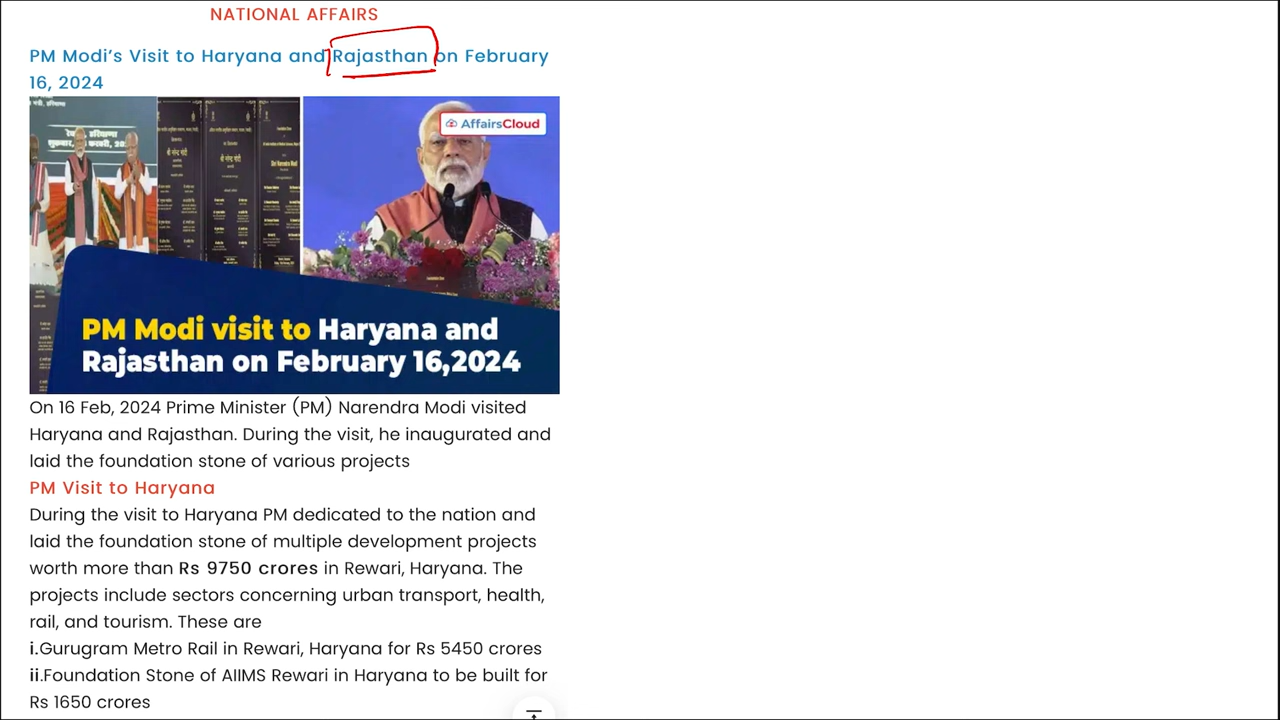 NATIONAL AFFAIRS
PM Modi's Visit to Haryana and Rajasthan on February
16, 2024
हरियाणा
AffairsCloud
श्री नरेन्द्र मोदी
श्री नरेन्द्र मोदी
PM Modi visit to Haryana and
Rajasthan on February 16,2024
On 16 Feb, 2024 Prime Minister (PM) Narendra Modi visited
Haryana and Rajasthan. During the visit, he inaugurated and
laid the foundation stone of various projects
PM Visit to Haryana
During the visit to Haryana PM dedicated to the nation and
laid the foundation stone of multiple development projects
worth more than Rs 9750 crores in Rewari, Haryana. The
projects include sectors concerning urban transport, health,
rail, and tourism. These are
i.Gurugram Metro Rail in Rewari, Haryana for Rs 5450 crores
ii.Foundation Stone of AIIMS Rewari in Haryana to be built for
Rs 1650 crores